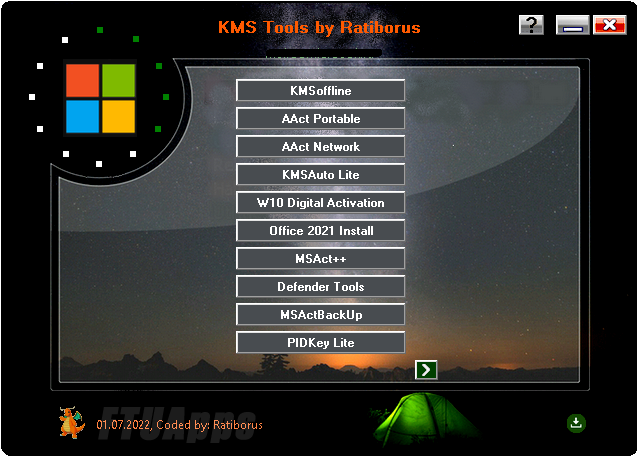 KMS Tools by Ratiborus
?
KMSoffline
AAct Portable
AAct Network
KMSAuto Lite
W10 Digital Activation
Office 2021 Install
MSAct++
Defender Tools
MSActBackUp
PIDKey Lite
FTUApps
01.07.2022, Coded by: Ratiborus